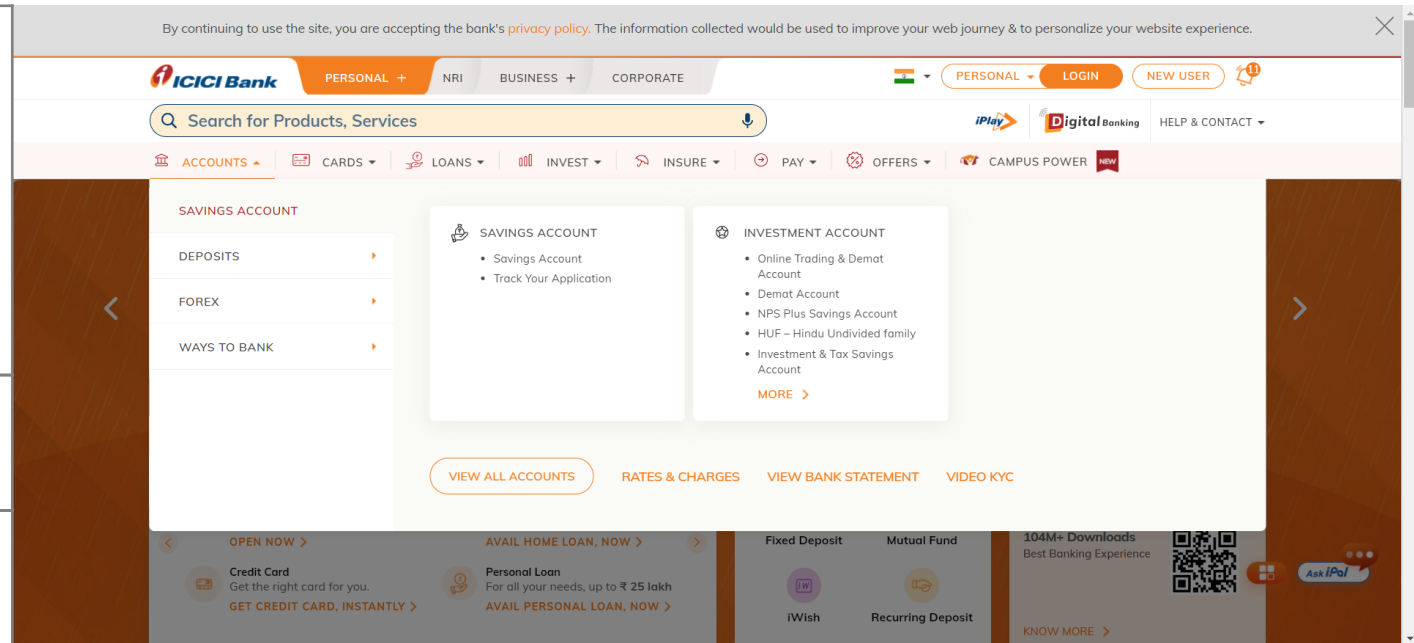 By continuing to use the site, you are accepting the bank's privacy policy. The information collected would be used to improve your web journey & to personalize your website experience.
ICICI Bank
PERSONAL +
NRI
BUSINESS +
CORPORATE
PERSONAL
LOGIN
NEW USER
11
Search for Products, Services
iPlay
Digital Banking
HELP & CONTACT
ACCOUNTS
CARDS
LOANS
INVEST
INSURE
PAY
OFFERS
CAMPUS POWER
NEW
SAVINGS ACCOUNT
DEPOSITS
FOREX
WAYS TO BANK
SAVINGS ACCOUNT
• Savings Account
• Track Your Application
INVESTMENT ACCOUNT
• Online Trading & Demat
Account
• Demat Account
• NPS Plus Savings Account
• HUF – Hindu Undivided family
• Investment & Tax Savings
Account
MORE >
VIEW ALL ACCOUNTS
RATES & CHARGES
VIEW BANK STATEMENT
VIDEO KYC
OPEN NOW >
AVAIL HOME LOAN, NOW >
Credit Card
Get the right card for you.
GET CREDIT CARD, INSTANTLY >
Personal Loan
For all your needs, up to ₹ 25 lakh
AVAIL PERSONAL LOAN, NOW >
Fixed Deposit
Mutual Fund
iW
iWish
Recurring Deposit
104M+ Downloads
Best Banking Experience
KNOW MORE >
Ask iPal